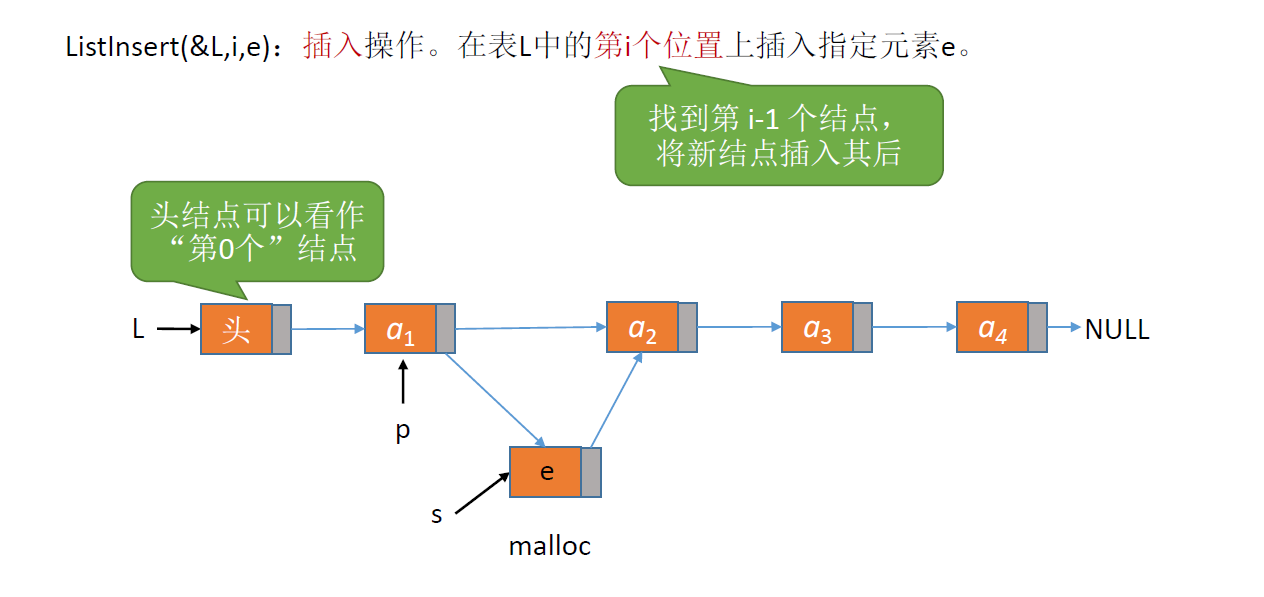 ListInsert(&L,i,e)：插入操作。在表L中的第i个位置上插入指定元素e。
找到第 i-1 个结点，
将新结点插入其后
头结点可以看作
“第0个”结点
L
头
a1
a2
a3
a4
NULL
p
e
s
malloc